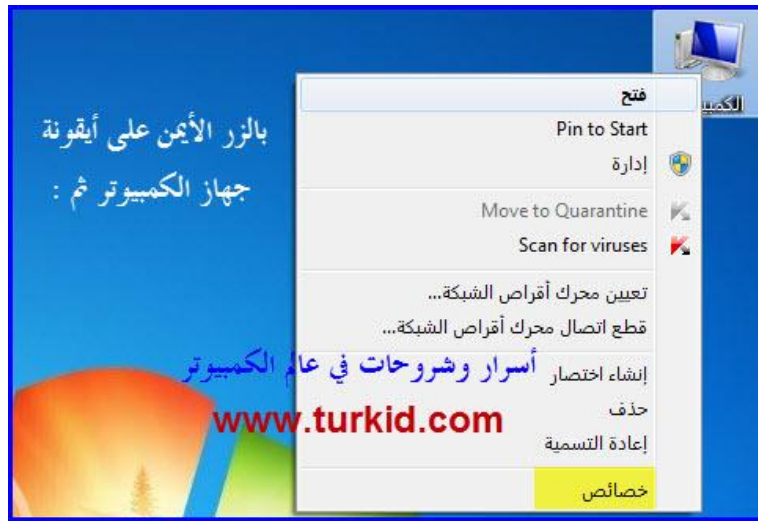 الكمبيو
بالزر الأيمن على أيقونة
جهاز الكمبيوتر ثم :
فتح
Pin to Start
إدارة
Move to Quarantine
Scan for viruses
تعيين محرك أقراص الشبكة...
قطع اتصال محرك أقراص الشبكة...
أسرار وشروحات في عالم الكمبيوتر
إنشاء اختصار
حذف
www.turkid.com
إعادة التسمية
خصائص